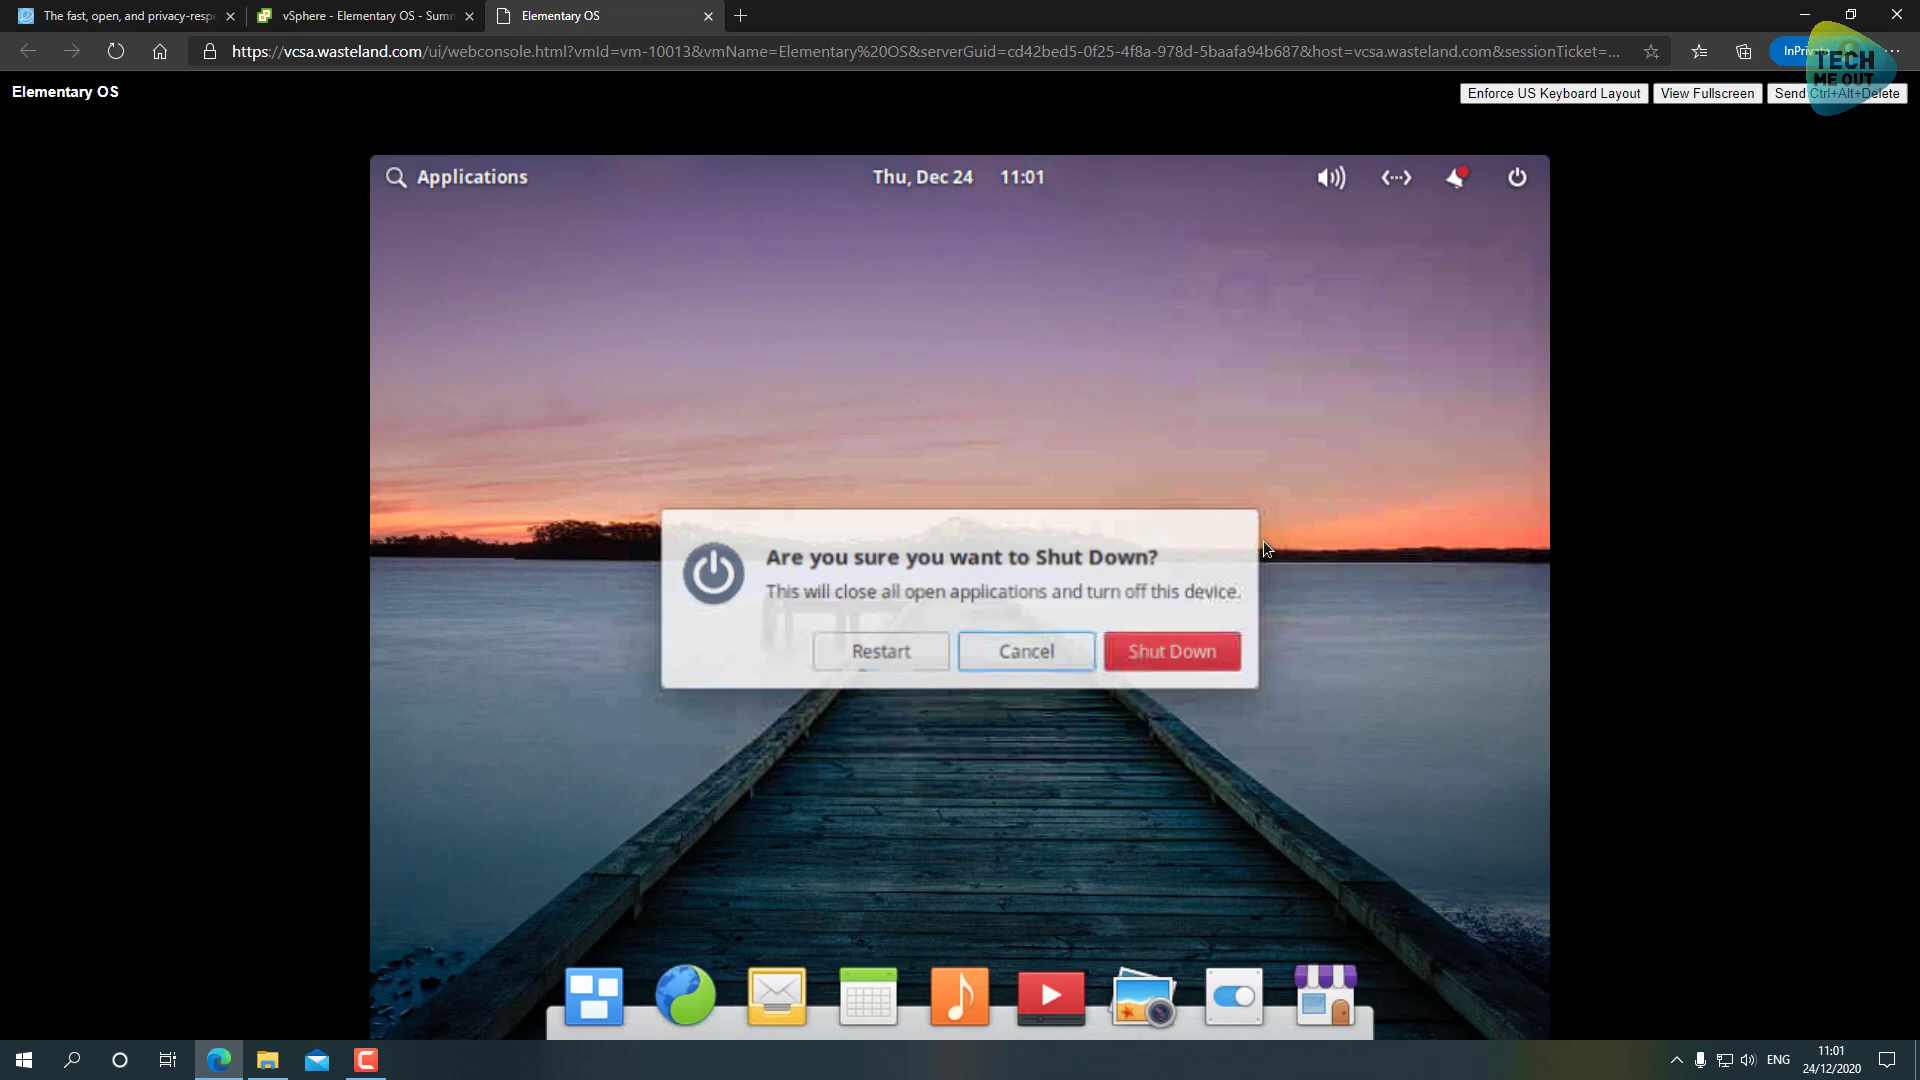 The fast, open, and privacy-resp
vSphere - Elementary OS - Sum
Elementary OS
https://vcsa.wasteland.com/ui/webconsole.html?vmId=vm-10013&vmName=Elementary%20OS&serverGuid=cd42bed5-0f25-4f8a-978d-5baafa94b687&host=vcsa.wasteland.com&sessionTicket=...
TECH
ME OUT
Elementary OS
Enforce US Keyboard Layout
View Fullscreen
Send Ctrl+Alt+Delete
Applications
Thu, Dec 24 11:01
Are you sure you want to Shut Down?
This will close all open applications and turn off this device.
Restart
Cancel
Shut Down
ENG
11:01
24/12/2020